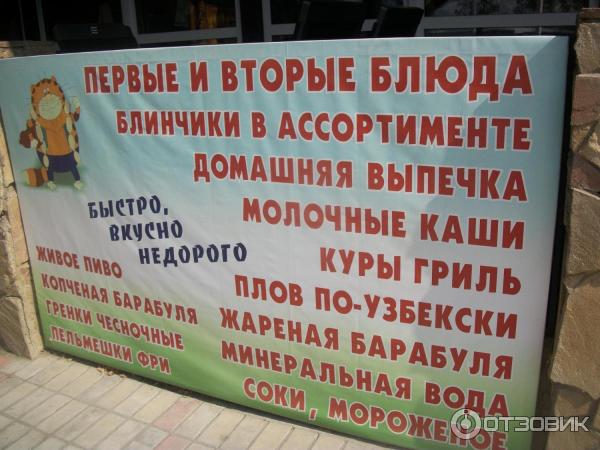 ПЕРВЫЕ И ВТОРЫЕ БЛЮДА
БЛИНЧИКИ В АССОРТИМЕНТЕ
ДОМАШНЯЯ ВЫПЕЧКА
МОЛОЧНЫЕ КАШИ
КУРЫ ГРИЛЬ
ПЛОВ ПО-УЗБЕКСКИ
ЖАРЕНАЯ БАРАБУЛЯ
МИНЕРАЛЬНАЯ ВОДА
СОКИ, МОРОЖЕНОЕ
БЫСТРО,
ВКУСНО
НЕДОРОГО
ЖИВОЕ ПИВО
КОПЧЕНАЯ БАРАБУЛЯ
ГРЕНКИ ЧЕСНОЧНЫЕ
ПЕЛЬМЕШКИ ФРИ
ОТЗОВИК